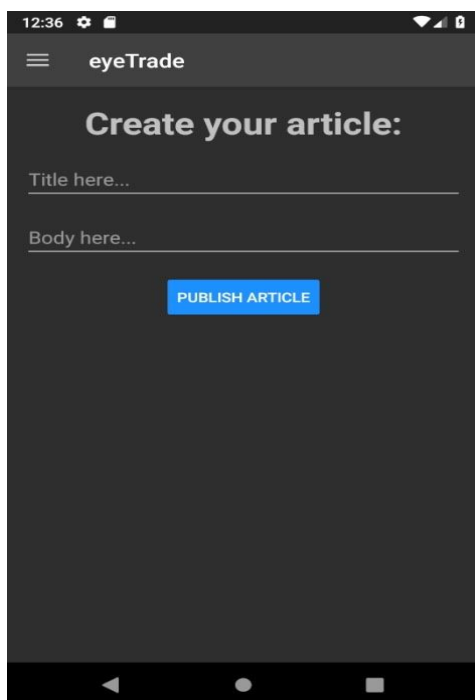 12:36
eyeTrade
Create your article:
Title here...
Body here...
PUBLISH ARTICLE